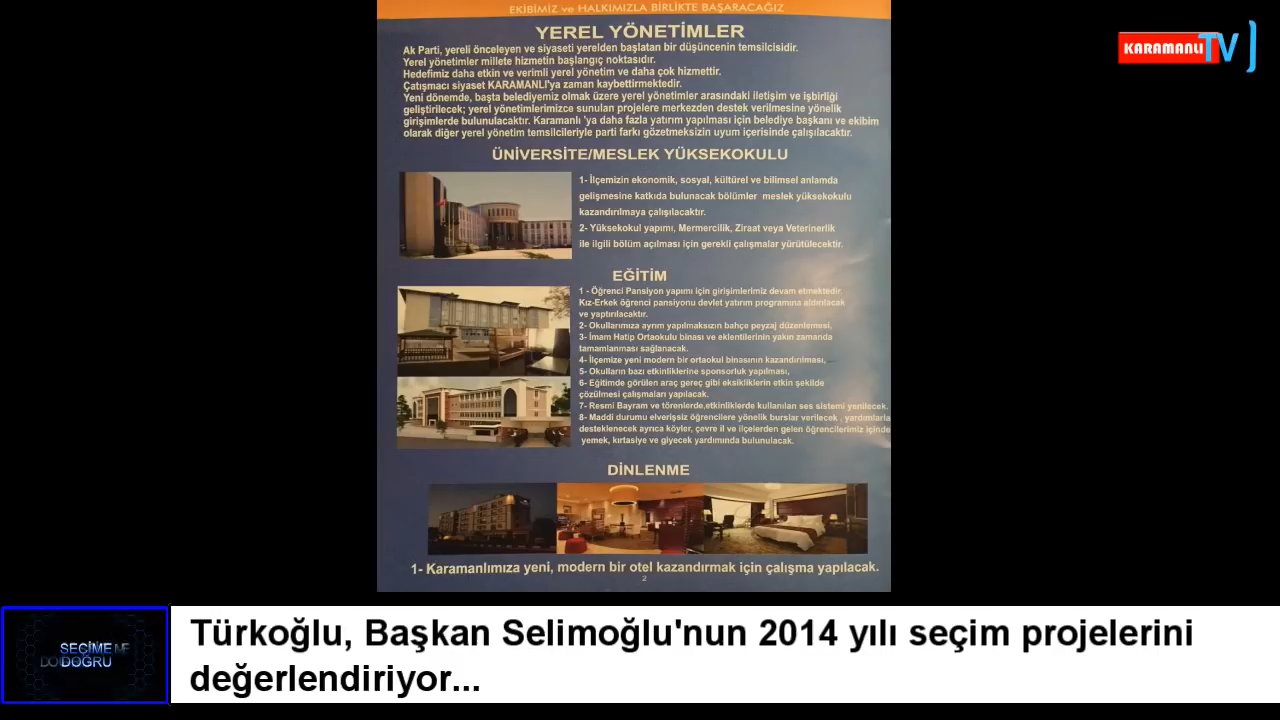 EKİBİMİZ ve HALKIMIZLA BİRLİKTE BAŞARACAĞIZ
YEREL YÖNETİMLER
Ak Parti, yereli önceleyen ve siyaseti yerelden başlatan bir düşüncenin temsilcisidir.
Yerel yönetimler millete hizmetin başlangıç noktasıdır.
Hedefimiz daha etkin ve verimli yerel yönetim ve daha çok hizmettir.
Çatışmacı siyaset KARAMANLI'ya zaman kaybettirmektedir.
Yeni dönemde, başta belediyemiz olmak üzere yerel yönetimler arasındaki iletişim ve işbirliği
geliştirilecek; yerel yönetimlerimizce sunulan projelere merkezden destek verilmesine yönelik
girişimlerde bulunulacaktır. Karamanlı 'ya daha fazla yatırım yapılması için belediye başkanı ve ekibim
olarak diğer yerel yönetim temsilcileriyle parti farkı gözetmeksizin uyum içerisinde çalışılacaktır.
ÜNİVERSİTE/MESLEK YÜKSEKOKULU
1- İlçemizin ekonomik, sosyal, kültürel ve bilimsel anlamda
gelişmesine katkıda bulunacak bölümler meslek yüksekokulu
kazandırılmaya çalışılacaktır.
2- Yüksekokul yapımı, Mermercilik, Ziraat veya Veterinerlik
ile ilgili bölüm açılması için gerekli çalışmalar yürütülecektir.
EĞİTİM
1 - Öğrenci Pansiyon yapımı için girişimlerimiz devam etmektedir.
Kız-Erkek öğrenci pansiyonu devlet yatırım programına aldırılacak
ve yaptırılacaktır.
2- Okullarımıza ayrım yapılmaksızın bahçe peyzaj düzenlemesi,
3- İmam Hatip Ortaokulu binası ve eklentilerinin yakın zamanda
tamamlanması sağlanacak.
4- İlçemize yeni modern bir ortaokul binasının kazandırılması,
5- Okulların bazı etkinliklerine sponsorluk yapılması,
6- Eğitimde görülen araç gereç gibi eksikliklerin etkin şekilde
çözülmesi çalışmaları yapılacak.
7- Resmi Bayram ve törenlerde,etkinliklerde kullanılan ses sistemi yenilecek.
8- Maddi durumu elverişsiz öğrencilere yönelik burslar verilecek , yardımlarla
desteklenecek ayrıca köyler, çevre il ve ilçelerden gelen öğrencilerimiz içinde
yemek, kırtasiye ve giyecek yardımında bulunulacak.
DİNLENME
1- Karamanlımıza yeni, modern bir otel kazandırmak için çalışma yapılacak.
2
KARAMANLI TV
SEÇİME
DOĞRU
Türkoğlu, Başkan Selimoğlu'nun 2014 yılı seçim projelerini
değerlendiriyor...